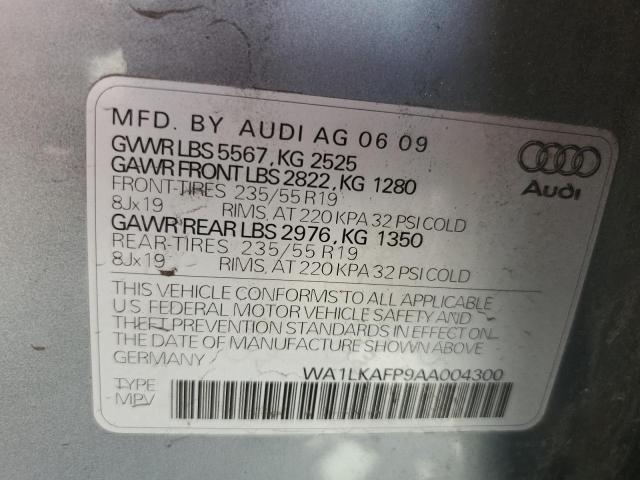 MFD. BY AUDI AG 06 09
GVWR LBS 5567, KG 2525
GAWR FRONT LBS 2822, KG 1280
FRONT-TIRES 235/55 R19
8Jx19 RIMS, AT 220 KPA 32 PSI COLD
GAWR REAR LBS 2976, KG 1350
REAR-TIRES 235/55 R19
8Jx19 RIMS, AT 220 KPA 32 PSI COLD
Audi
THIS VEHICLE CONFORMS TO ALL APPLICABLE
U.S FEDERAL MOTOR VEHICLE SAFETY AND
THEFT PREVENTION STANDARDS IN EFFECT ON
THE DATE OF MANUFACTURE SHOWN ABOVE
GERMANY
WA1LKAFP9AA004300
TYPE
MPV